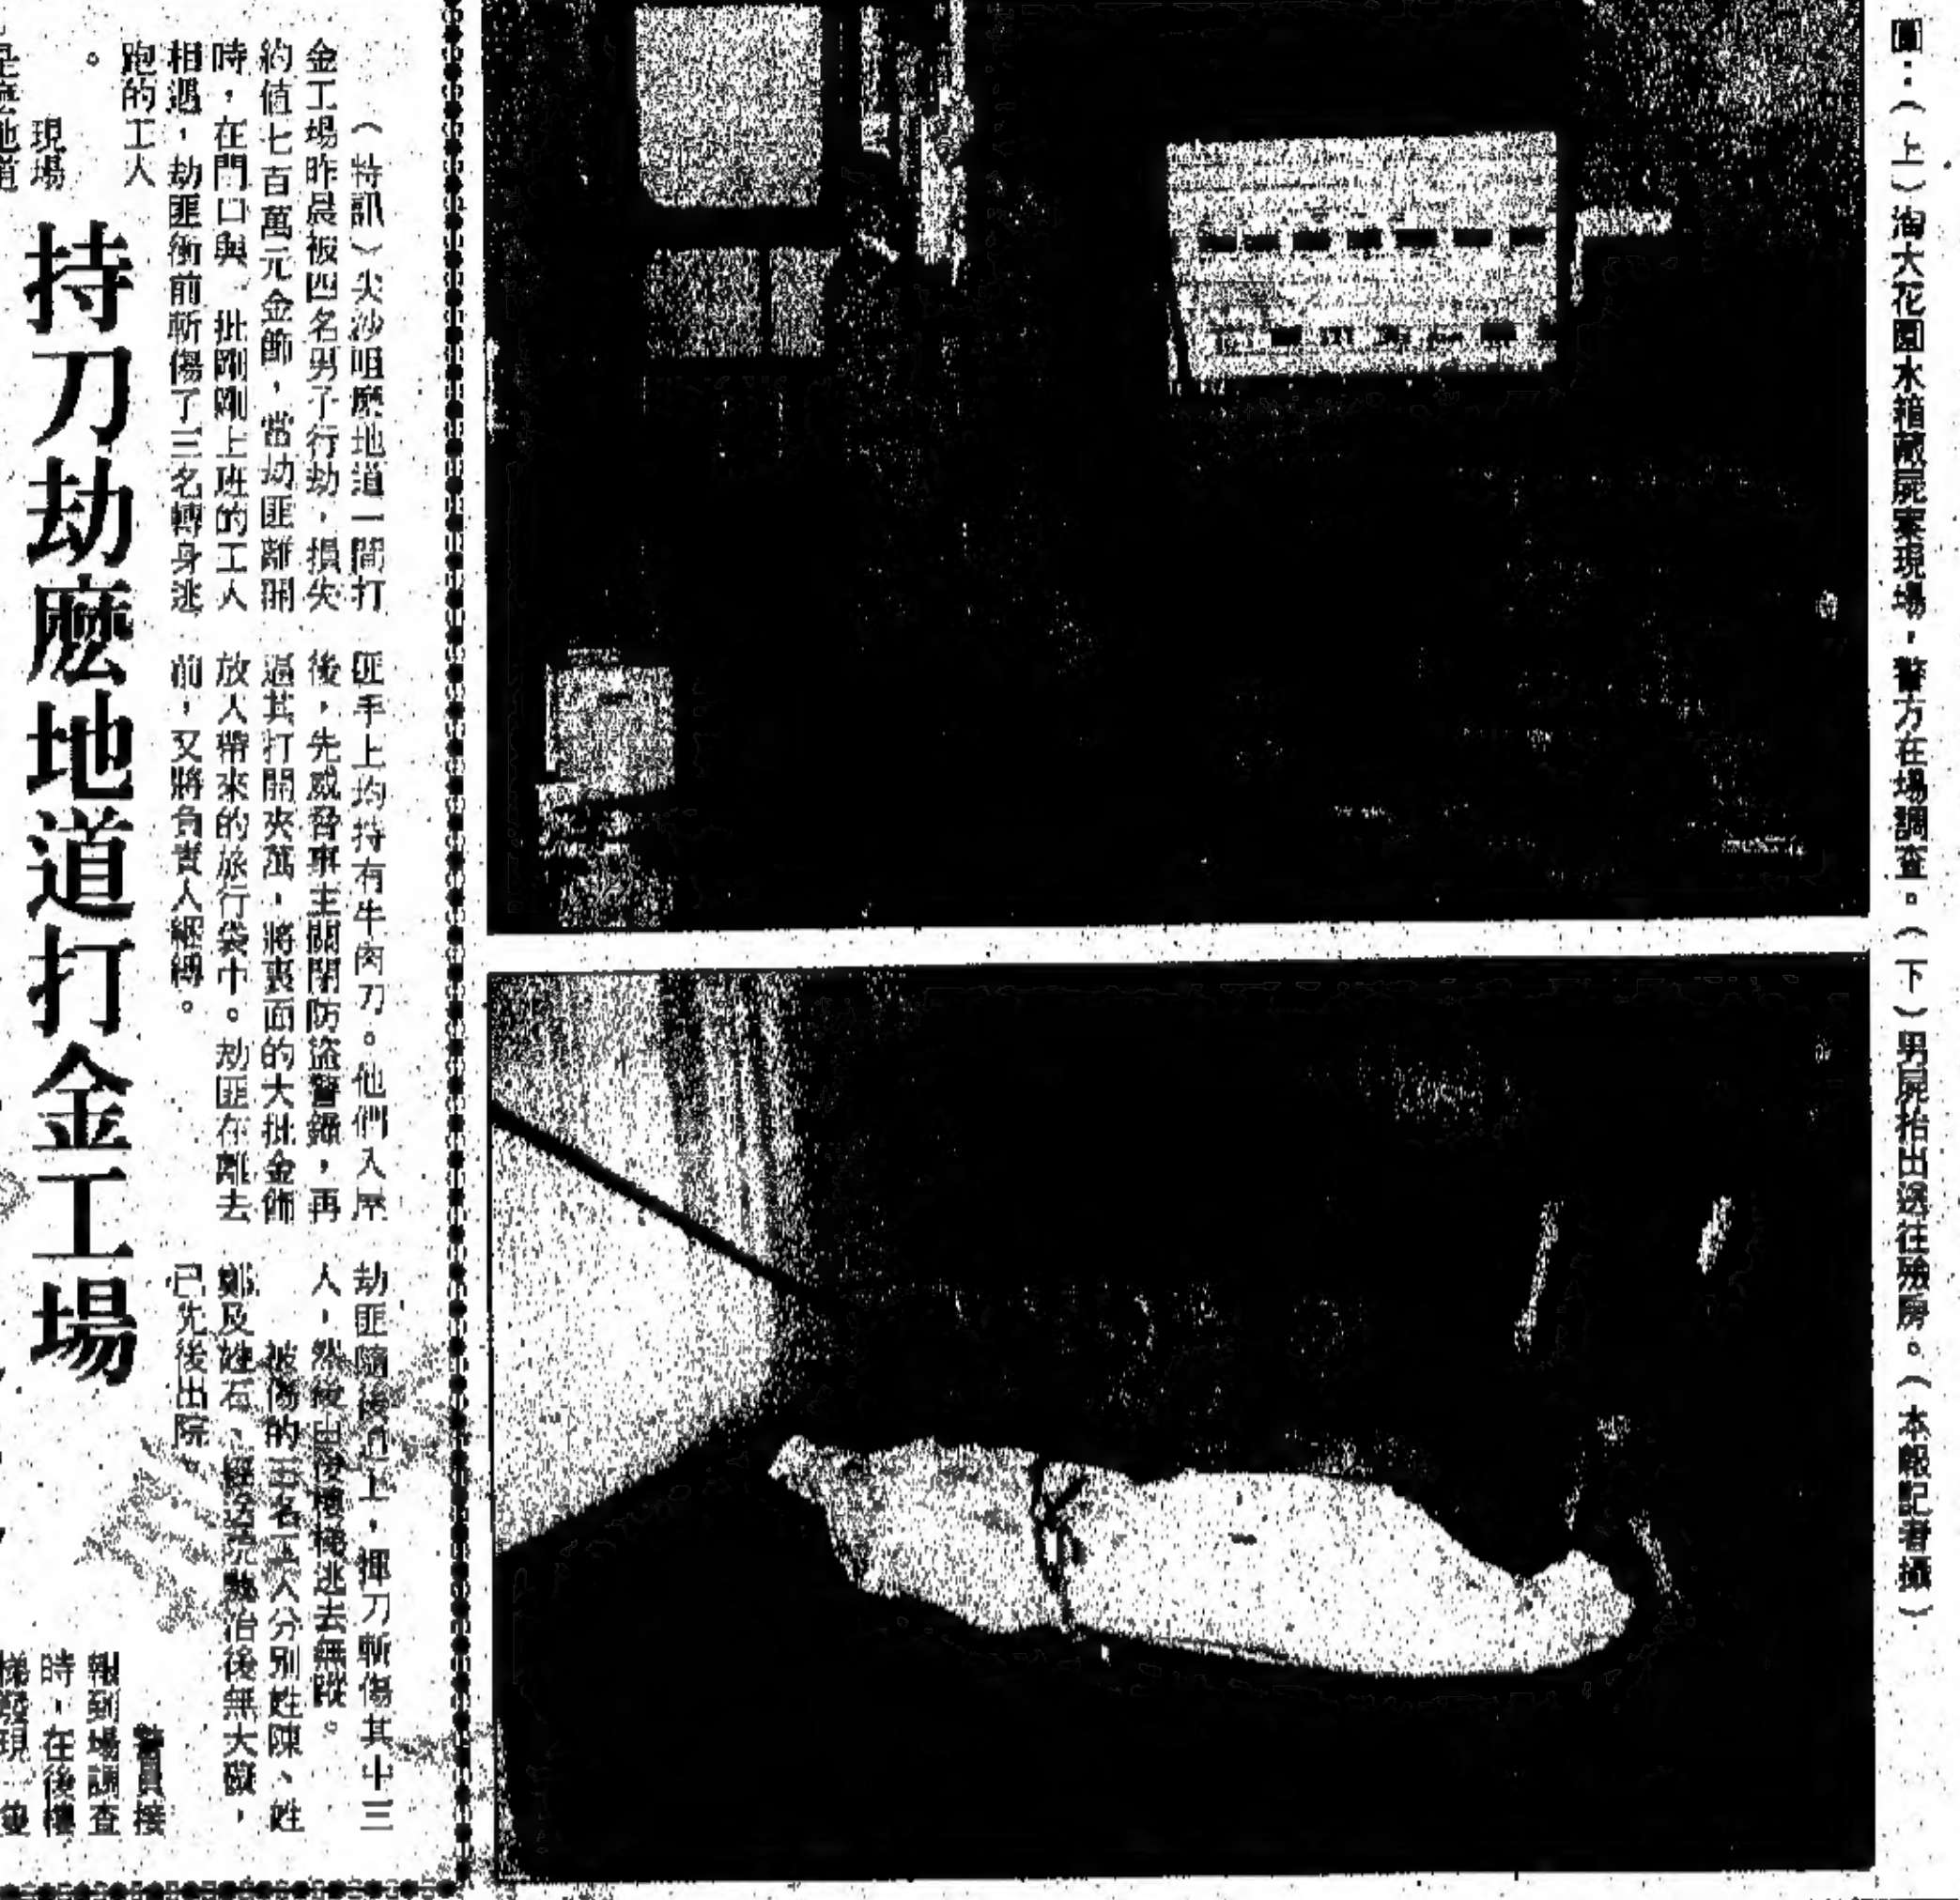 圖：（上）淘大花園水箱藏屍案現場，警方在場調查。（下）男屍抬出送往殮房。（本報記者攝）
持刀劫麼地道打金工場
（特訊）尖沙咀麼地道一間打
金工場昨晨被四名男子行劫，損失
約值七百萬元金飾，當劫匪離開
時，在門口與一批剛剛上班的工人
相遇，劫匪衝前斬傷了三名轉身逃
跑的工人
。
現場
匪手上均持有牛肉刀。他們入屋
後，先威脅事主關閉防盜警鐘，再
逼其打開夾萬，將裏面的大批金飾
放入帶來的旅行袋中。劫匪在離去
前，又將負責人綑縛。
劫匪隨後追上，揮刀斬傷其中三
人，然後由後樓梯逃去無蹤。
被傷的三名工人分別姓陳、姓
鄭及姓石，經送院敷治後無大礙，
已先後出院。
警員接
報到場調查
時，在後樓
梯發現